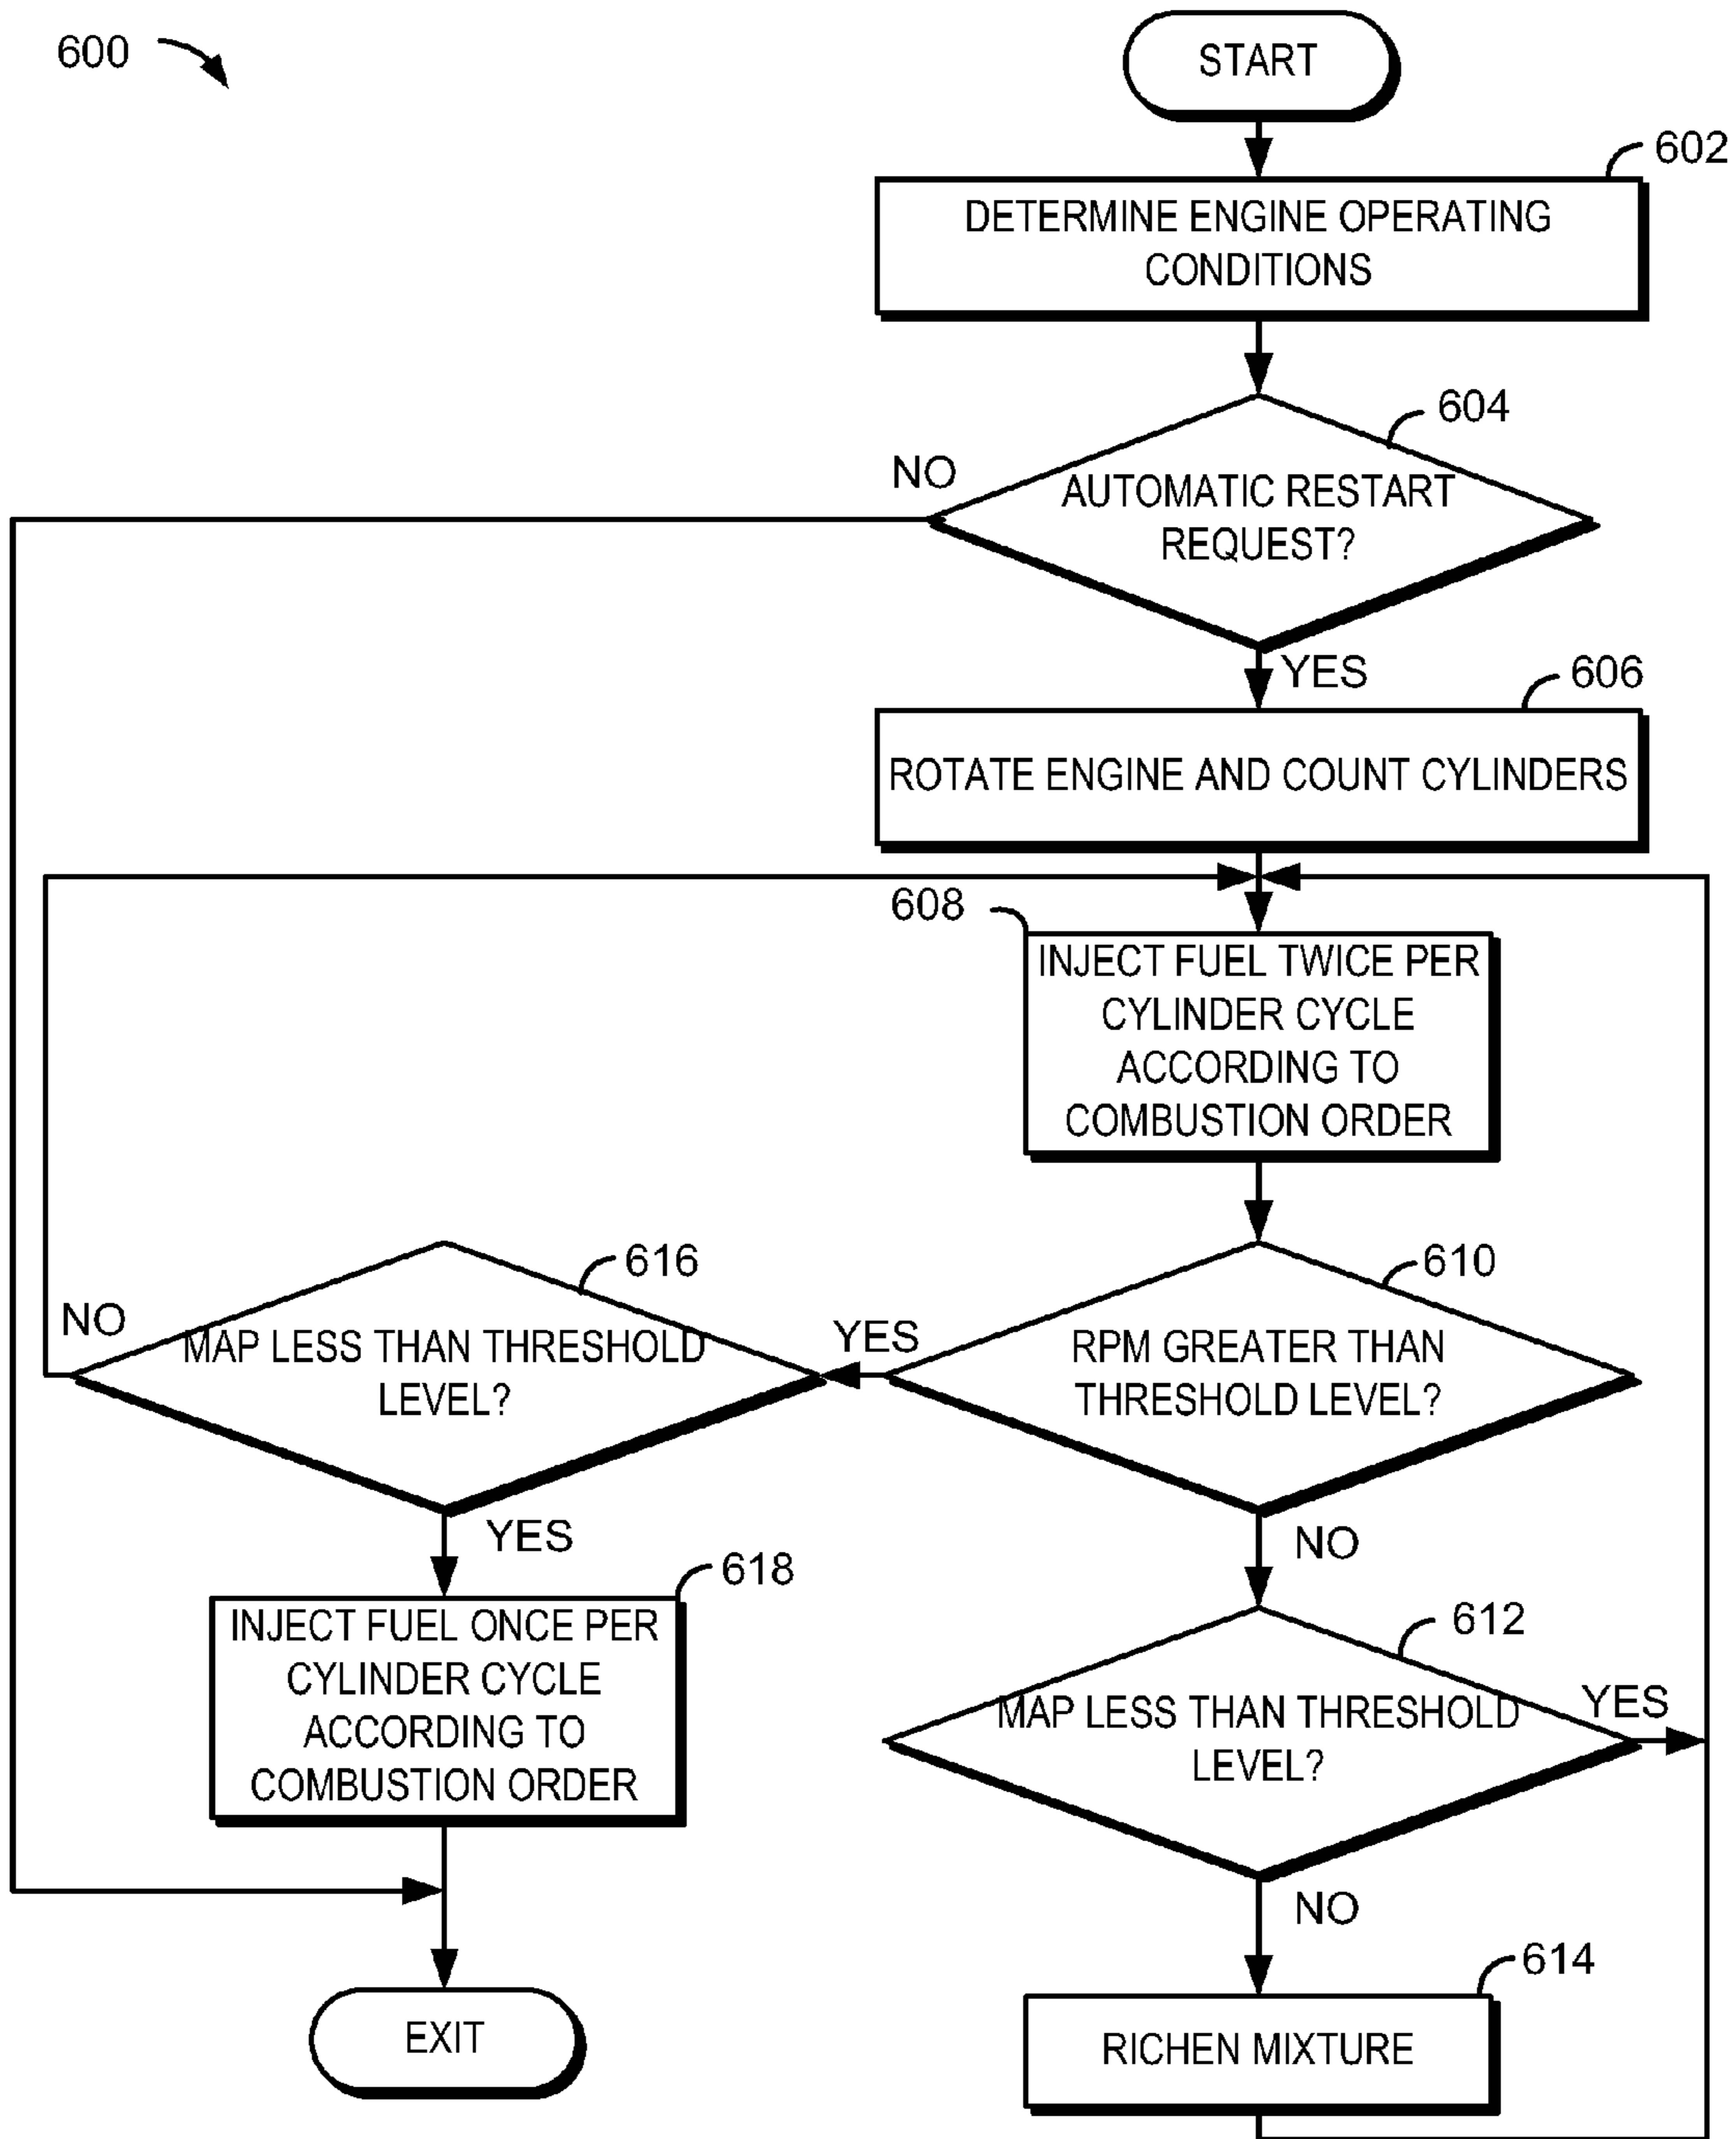 600
START
602
DETERMINE ENGINE OPERATING
CONDITIONS
604
NO
AUTOMATIC RESTART
REQUEST?
YES
606
ROTATE ENGINE AND COUNT CYLINDERS
608
INJECT FUEL TWICE PER
CYLINDER CYCLE
ACCORDING TO
COMBUSTION ORDER
616
610
NO
MAP LESS THAN THRESHOLD
LEVEL?
YES
RPM GREATER THAN
THRESHOLD LEVEL?
YES
NO
618
INJECT FUEL ONCE PER
CYLINDER CYCLE
ACCORDING TO
COMBUSTION ORDER
612
MAP LESS THAN THRESHOLD
LEVEL?
YES
NO
614
EXIT
RICHEN MIXTURE